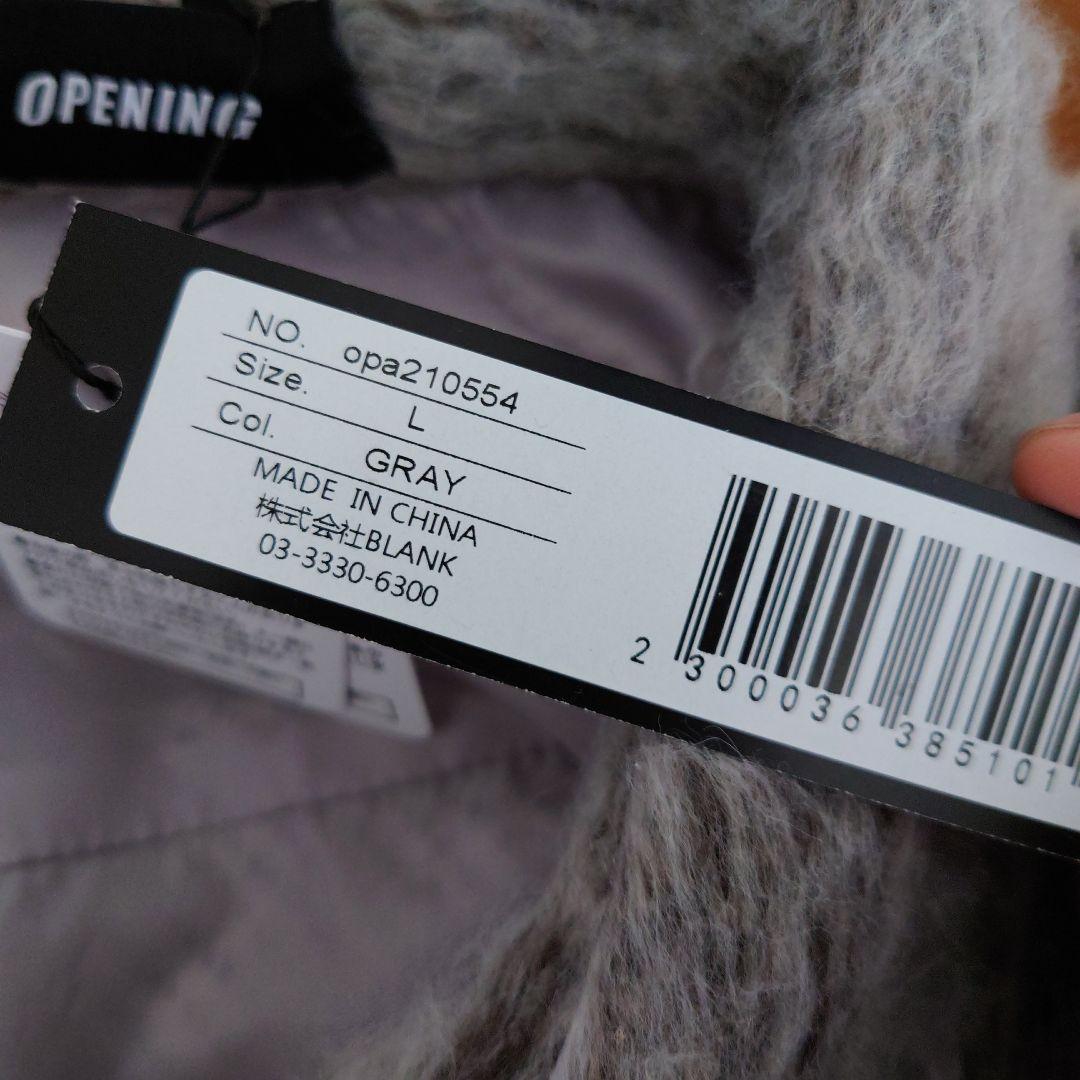 OPENING
NO. opa210554
Size. L
Col. GRAY
MADE IN CHINA
株式会社BLANK
03-3330-6300
2 300036 385101